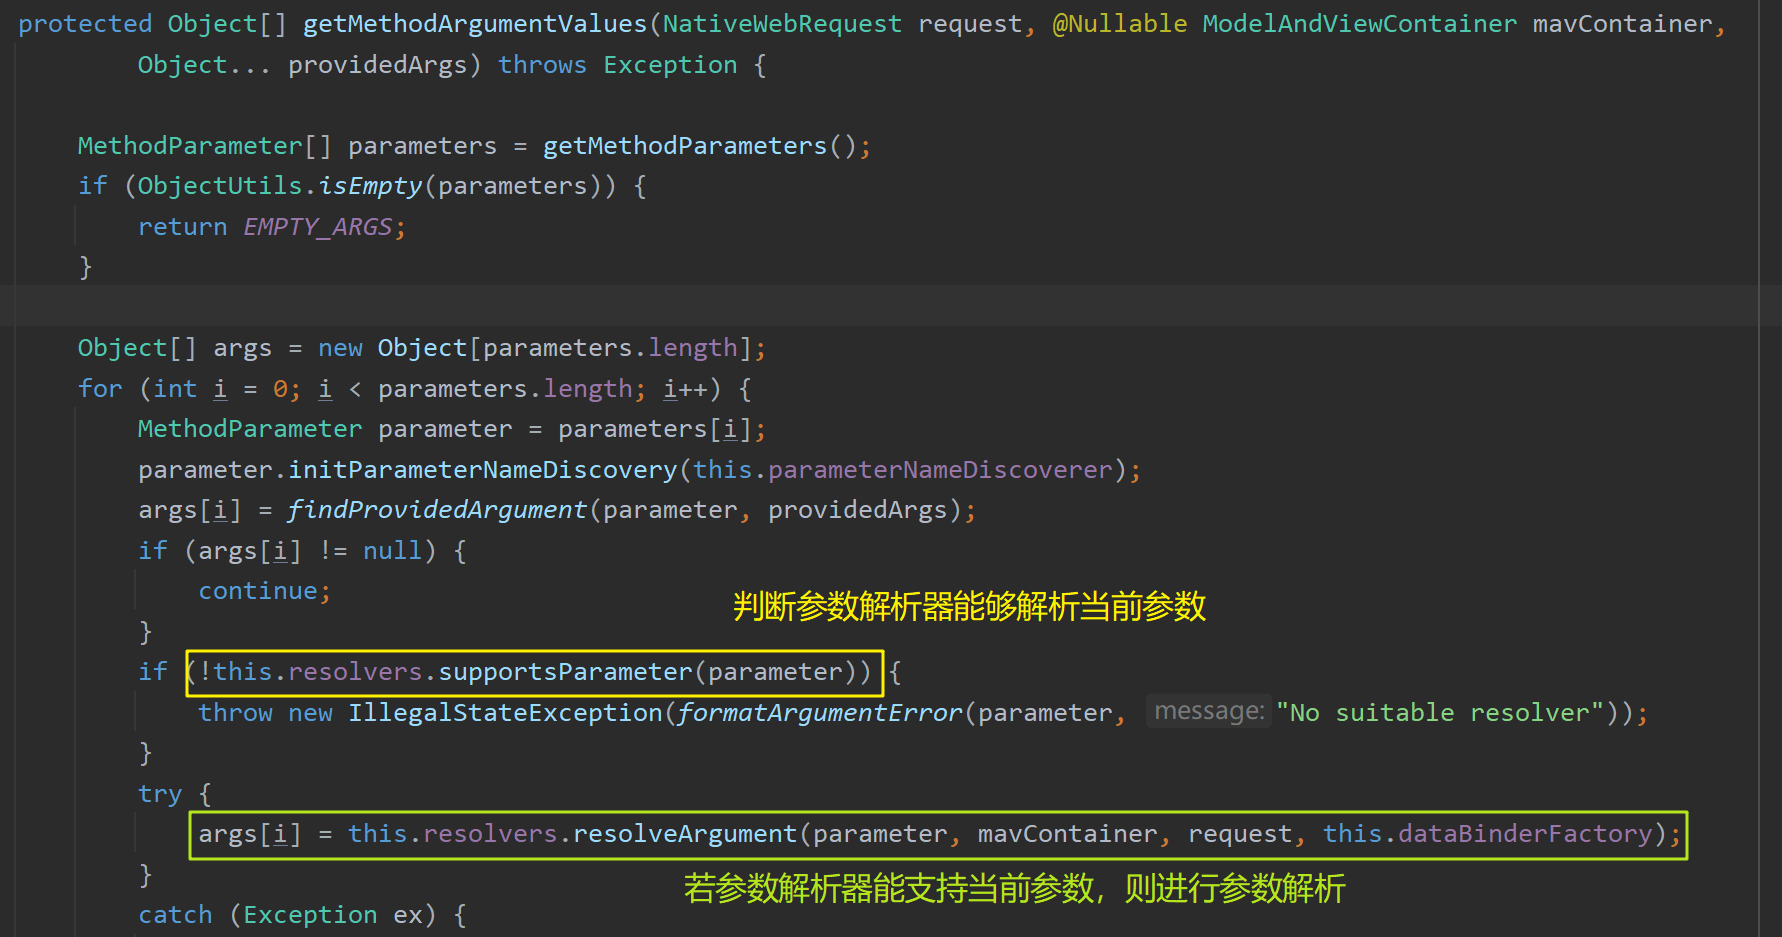 protected Object[] getMethodArgumentValues(NativeWebRequest request, @Nullable ModelAndViewContainer mavContainer,
Object... providedArgs) throws Exception {
MethodParameter[] parameters = getMethodParameters();
if (ObjectUtils.isEmpty(parameters)) {
return EMPTY_ARGS;
}
Object[] args = new Object[parameters.length];
for (int i = 0; i < parameters.length; i++) {
MethodParameter parameter = parameters[i];
parameter.initParameterNameDiscovery(this.parameterNameDiscoverer);
args[i] = findProvidedArgument(parameter, providedArgs);
if (args[i] != null) {
continue;
判断参数解析器能够解析当前参数
}
if (!this.resolvers.supportsParameter(parameter)) {
throw new IllegalStateException(formatArgumentError(parameter, message: "No suitable resolver"));
}
try {
args[i] = this.resolvers.resolveArgument(parameter, mavContainer, request, this.dataBinderFactory);
}
若参数解析器能支持当前参数，则进行参数解析
catch (Exception ex) {